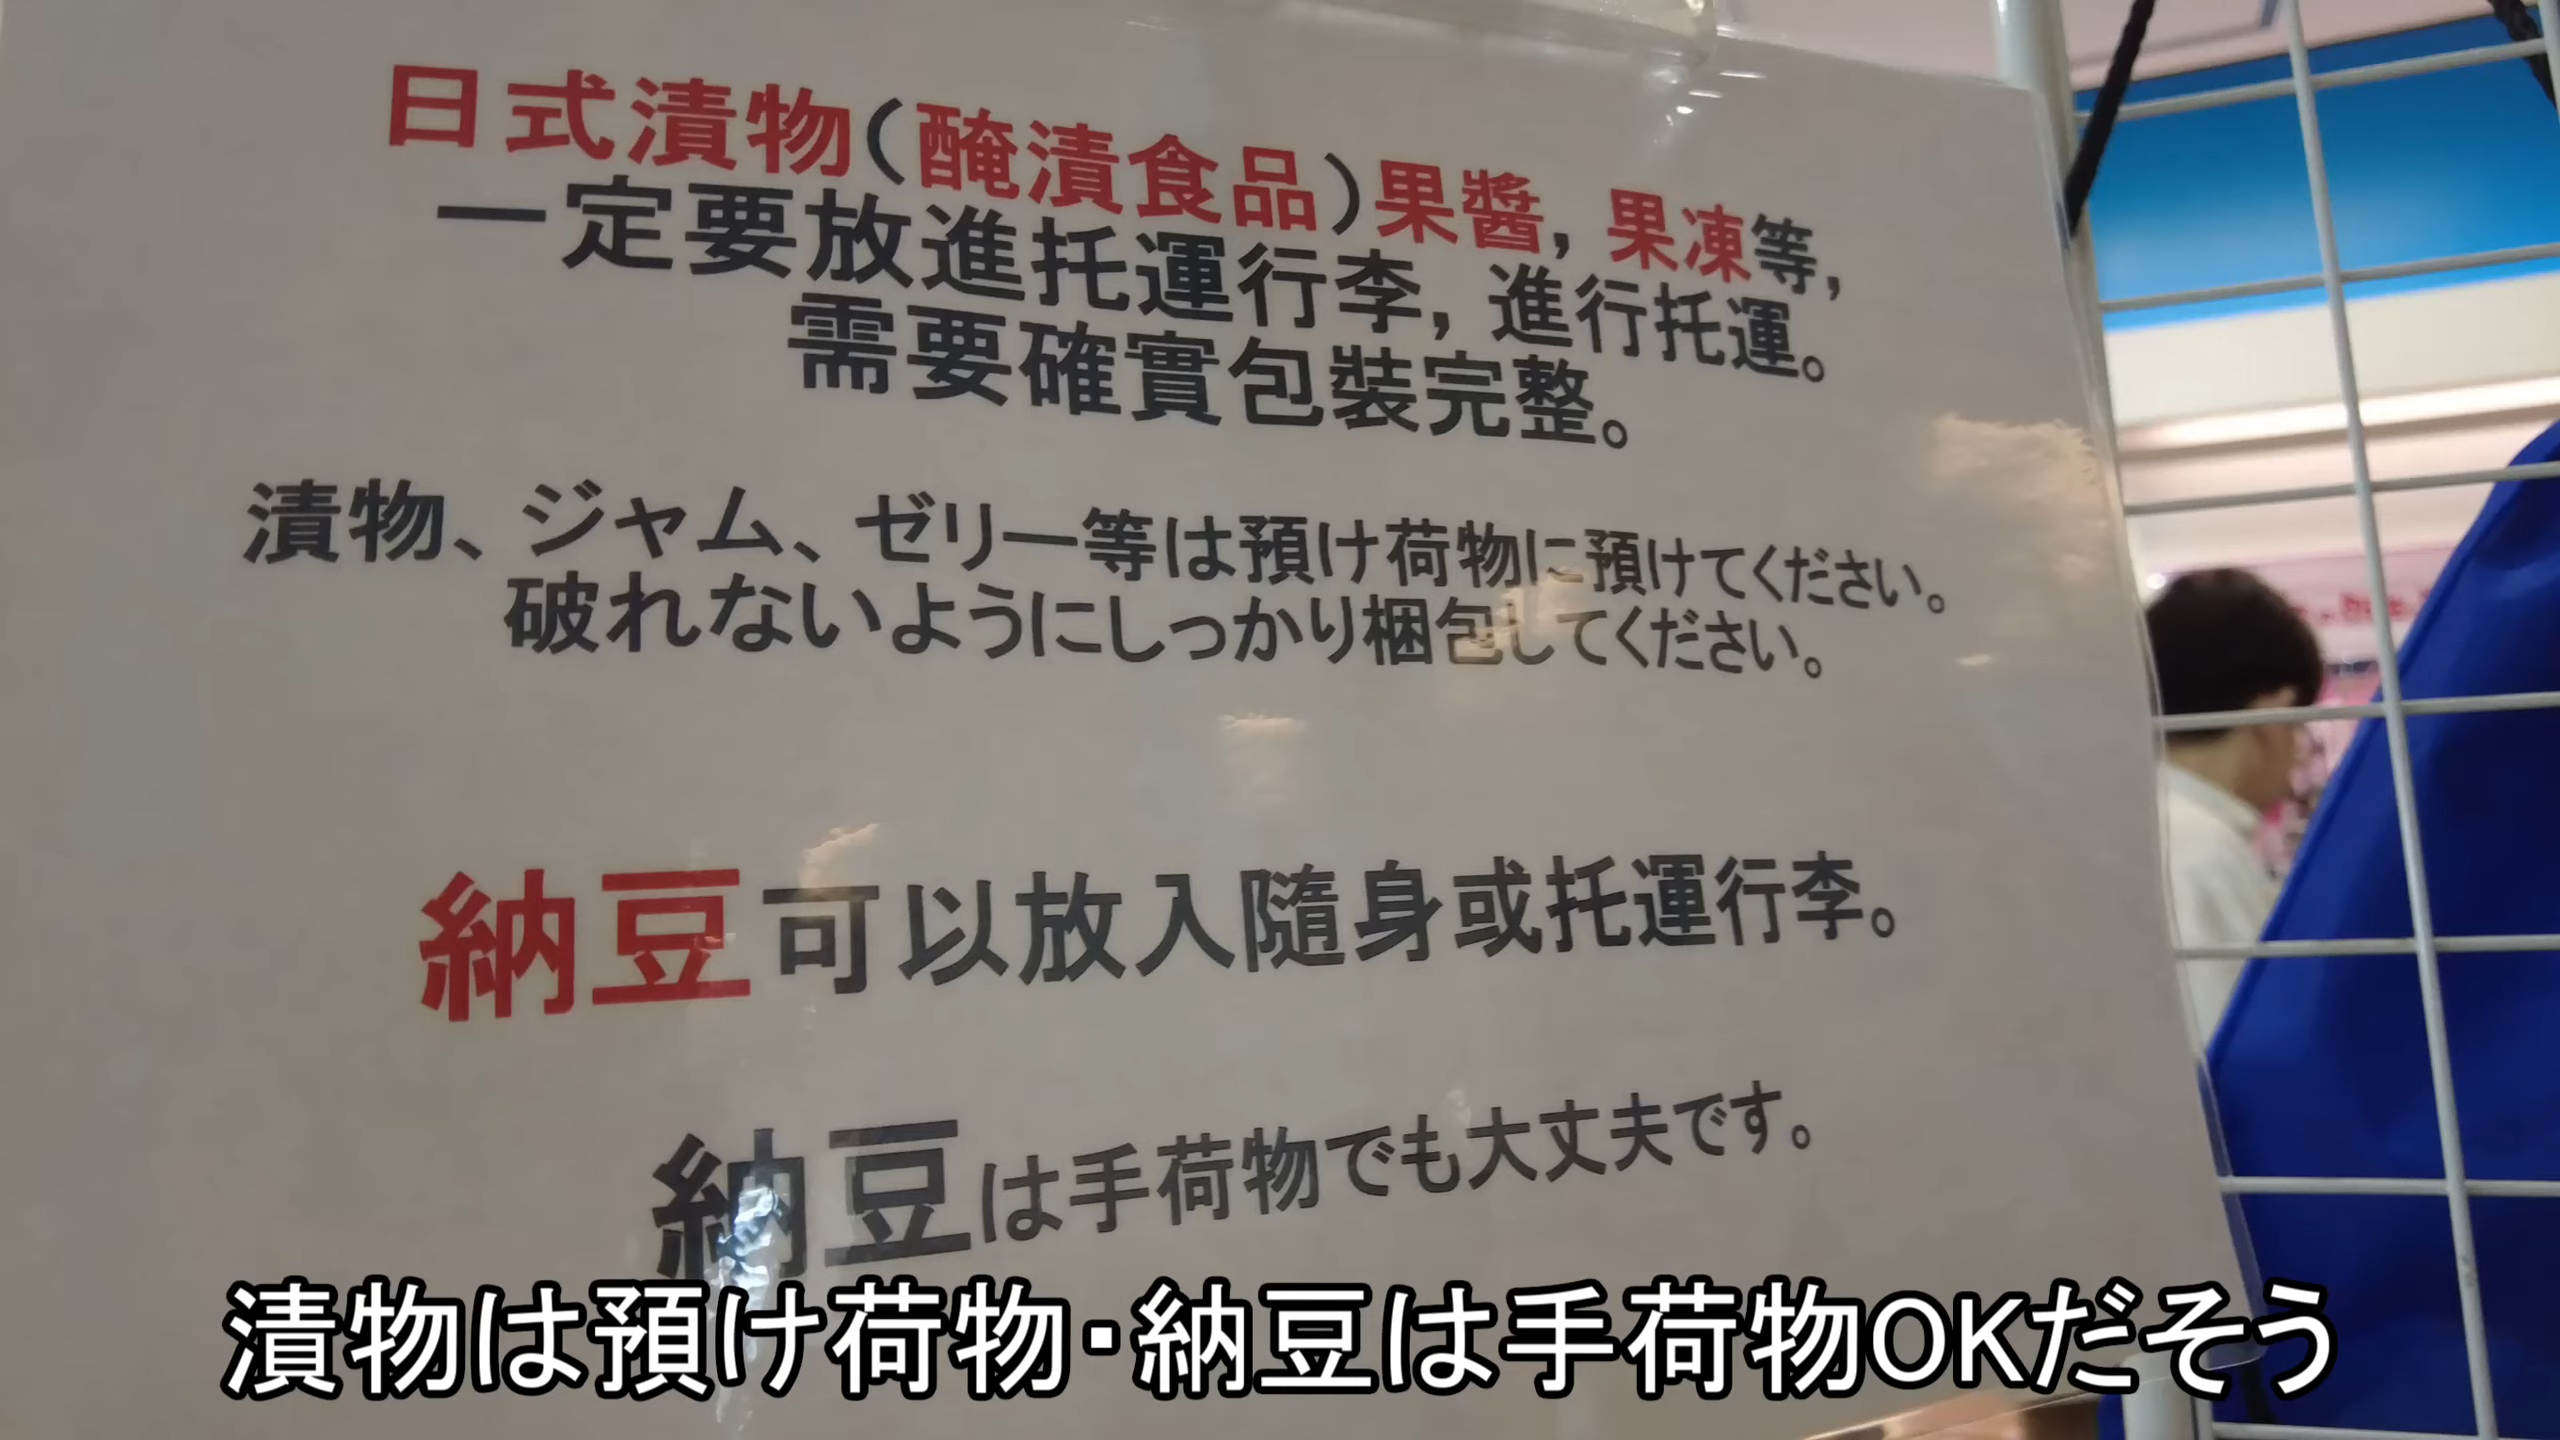 日式漬物(醃漬食品)果醬,果凍等,
一定要放進托運行李,進行托運。
需要確實包裝完整。
漬物、ジャム、ゼリー等は預け荷物に預けてください。
破れないようにしっかり梱包してください。
納豆可以放入隨身或托運行李。
納豆は手荷物でも大丈夫です。
漬物は預け荷物・納豆は手荷物OKだそう